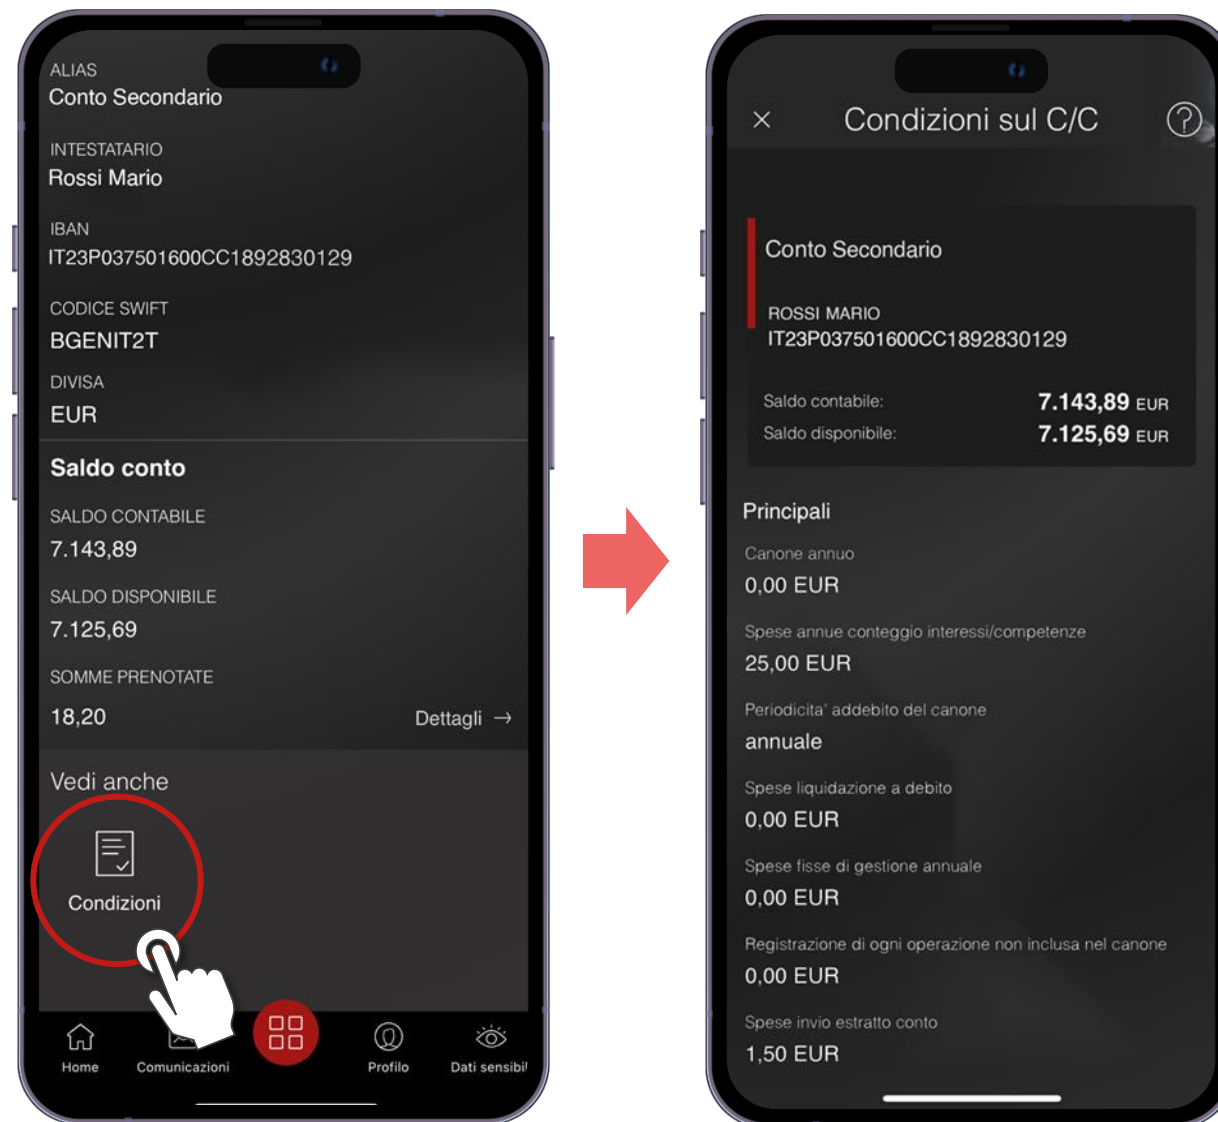 ALIAS
Conto Secondario
INTESTATARIO
Rossi Mario
IBAN
IT23P037501600CC1892830129
CODICE SWIFT
BGENIT2T
DIVISA
EUR
Saldo conto
SALDO CONTABILE
7.143,89
SALDO DISPONIBILE
7.125,69
SOMME PRENOTATE
18,20 Dettagli →
Vedi anche
Condizioni
Home Comunicazioni Profilo Dati sensibil
× Condizioni sul C/C ?
Conto Secondario
ROSSI MARIO
IT23P037501600CC1892830129
Saldo contabile: 7.143,89 EUR
Saldo disponibile: 7.125,69 EUR
Principali
Canone annuo
0,00 EUR
Spese annue conteggio interessi/competenze
25,00 EUR
Periodicita' addebito del canone
annuale
Spese liquidazione a debito
0,00 EUR
Spese fisse di gestione annuale
0,00 EUR
Registrazione di ogni operazione non inclusa nel canone
0,00 EUR
Spese invio estratto conto
1,50 EUR